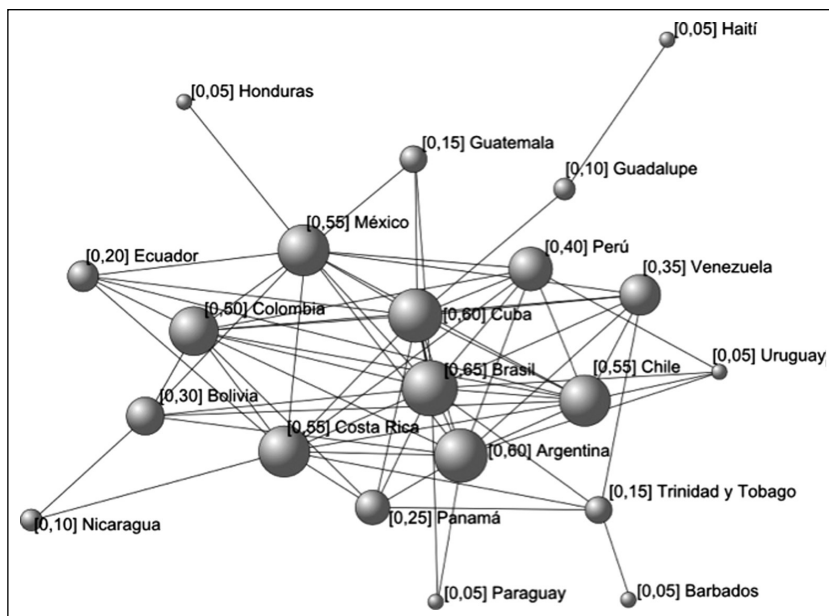 [0,05] Haití
[0,05] Honduras
[0,15] Guatemala
[0,10] Guadalupe
[0,55] México
[0,40] Perú
[0,20] Ecuador
[0,35] Venezuela
[0,50] Colombia
[0,60] Cuba
[0,05] Uruguay
[0,65] Brasil
[0,55] Chile
[0,30] Bolivia
[0,55] Costa Rica
[0,60] Argentina
[0,15] Trinidad y Tobago
[0,25] Panamá
[0,10] Nicaragua
[0,05] Paraguay
[0,05] Barbados